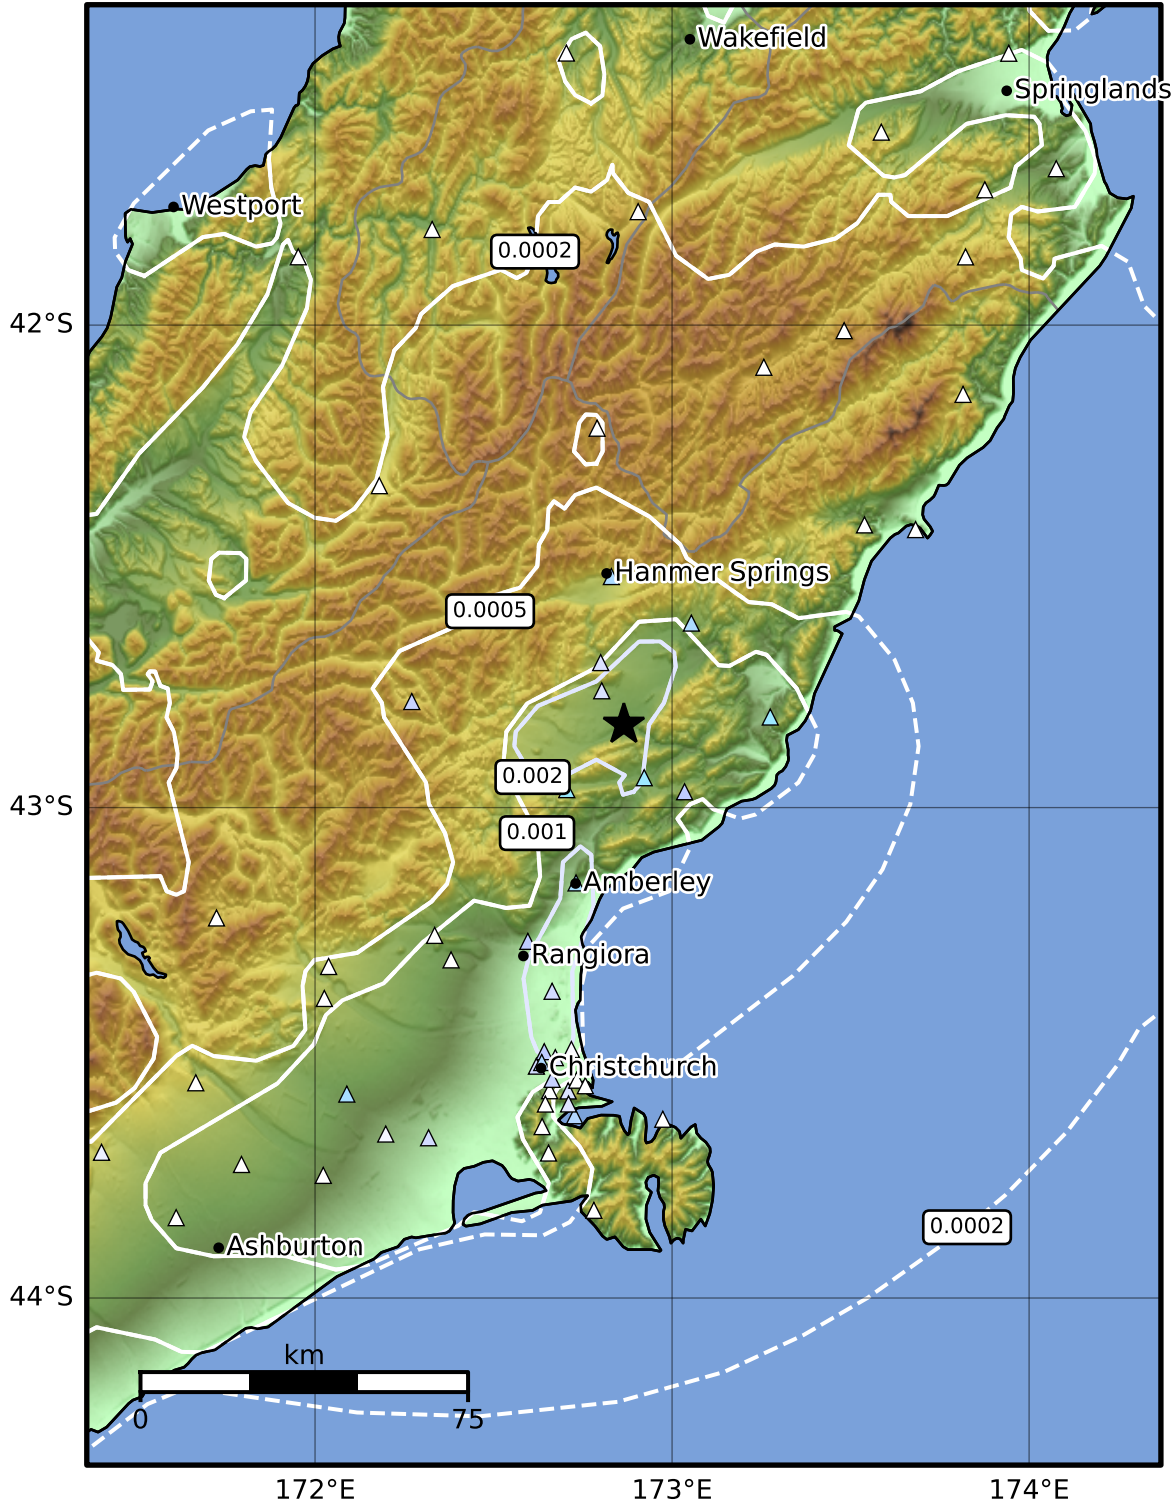 Wakefield
Springlands
Westport
0.0002
42°S
Hanmer Springs
0.0005
0.002
43°S
0.001
Amberley
Rangiora
Christchurch
0.0002
Ashburton
44°S
km
0
75
172°E
173°E
174°E